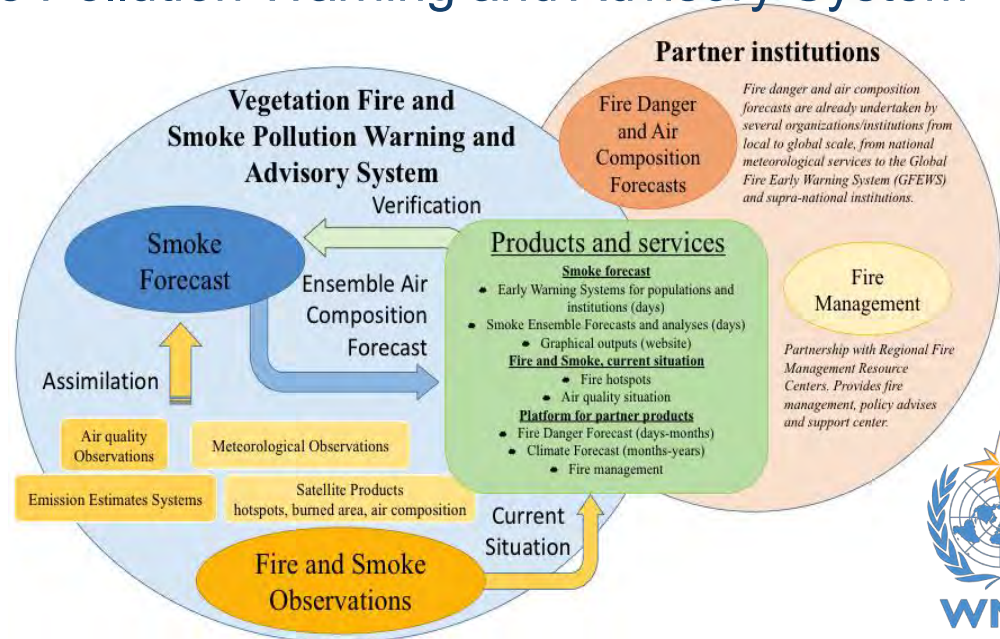 Pollution Warning and Advisory System
Partner institutions
Fire Danger
and Air
Composition
Forecasts
Fire danger and air composition
forecasts are already undertaken by
several organizations/institutions from
local to global scale, from national
meteorological services to the Global
Fire Early Warning System (GFEWS)
and supra-national institutions.
Vegetation Fire and
Smoke Pollution Warning and
Advisory System
Verification
Smoke
Forecast
Ensemble Air
Composition
Forecast
Assimilation
Products and services
Smoke forecast
Early Warning Systems for populations and
institutions (days)
Smoke Ensemble Forecasts and analyses (days)
Graphical outputs (website)
Fire and Smoke, current situation
Fire hotspots
Air quality situation
Platform for partner products
Fire Danger Forecast (days-months)
Climate Forecast (months-years)
Fire management
Fire
Management
Partnership with Regional Fire
Management Resource
Centers. Provides fire
management, policy advises
and support center.
Air quality
Observations
Meteorological Observations
Emission Estimates Systems
Satellite Products
hotspots, burned area, air composition
Current
Situation
Fire and Smoke
Observations